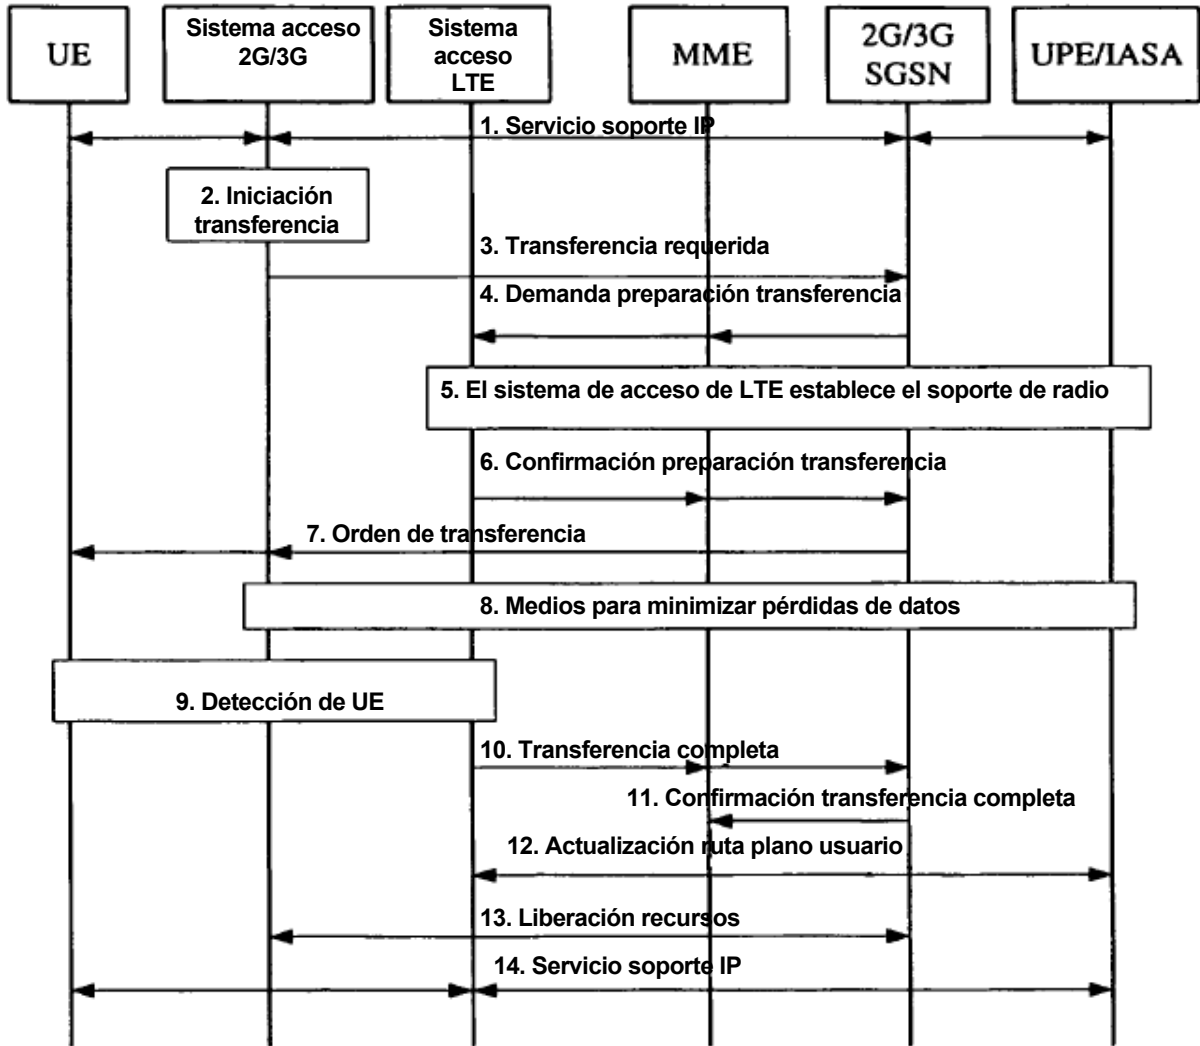 UE
Sistema acceso
2G/3G
Sistema
acceso
LTE
MME
2G/3G
SGSN
UPE/IASA
1. Servicio soporte IP
2. Iniciación
transferencia
3. Transferencia requerida
4. Demanda preparación transferencia
5. El sistema de acceso de LTE establece el soporte de radio
6. Confirmación preparación transferencia
7. Orden de transferencia
8. Medios para minimizar pérdidas de datos
9. Detección de UE
10. Transferencia completa
11. Confirmación transferencia completa
12. Actualización ruta plano usuario
13. Liberación recursos
14. Servicio soporte IP